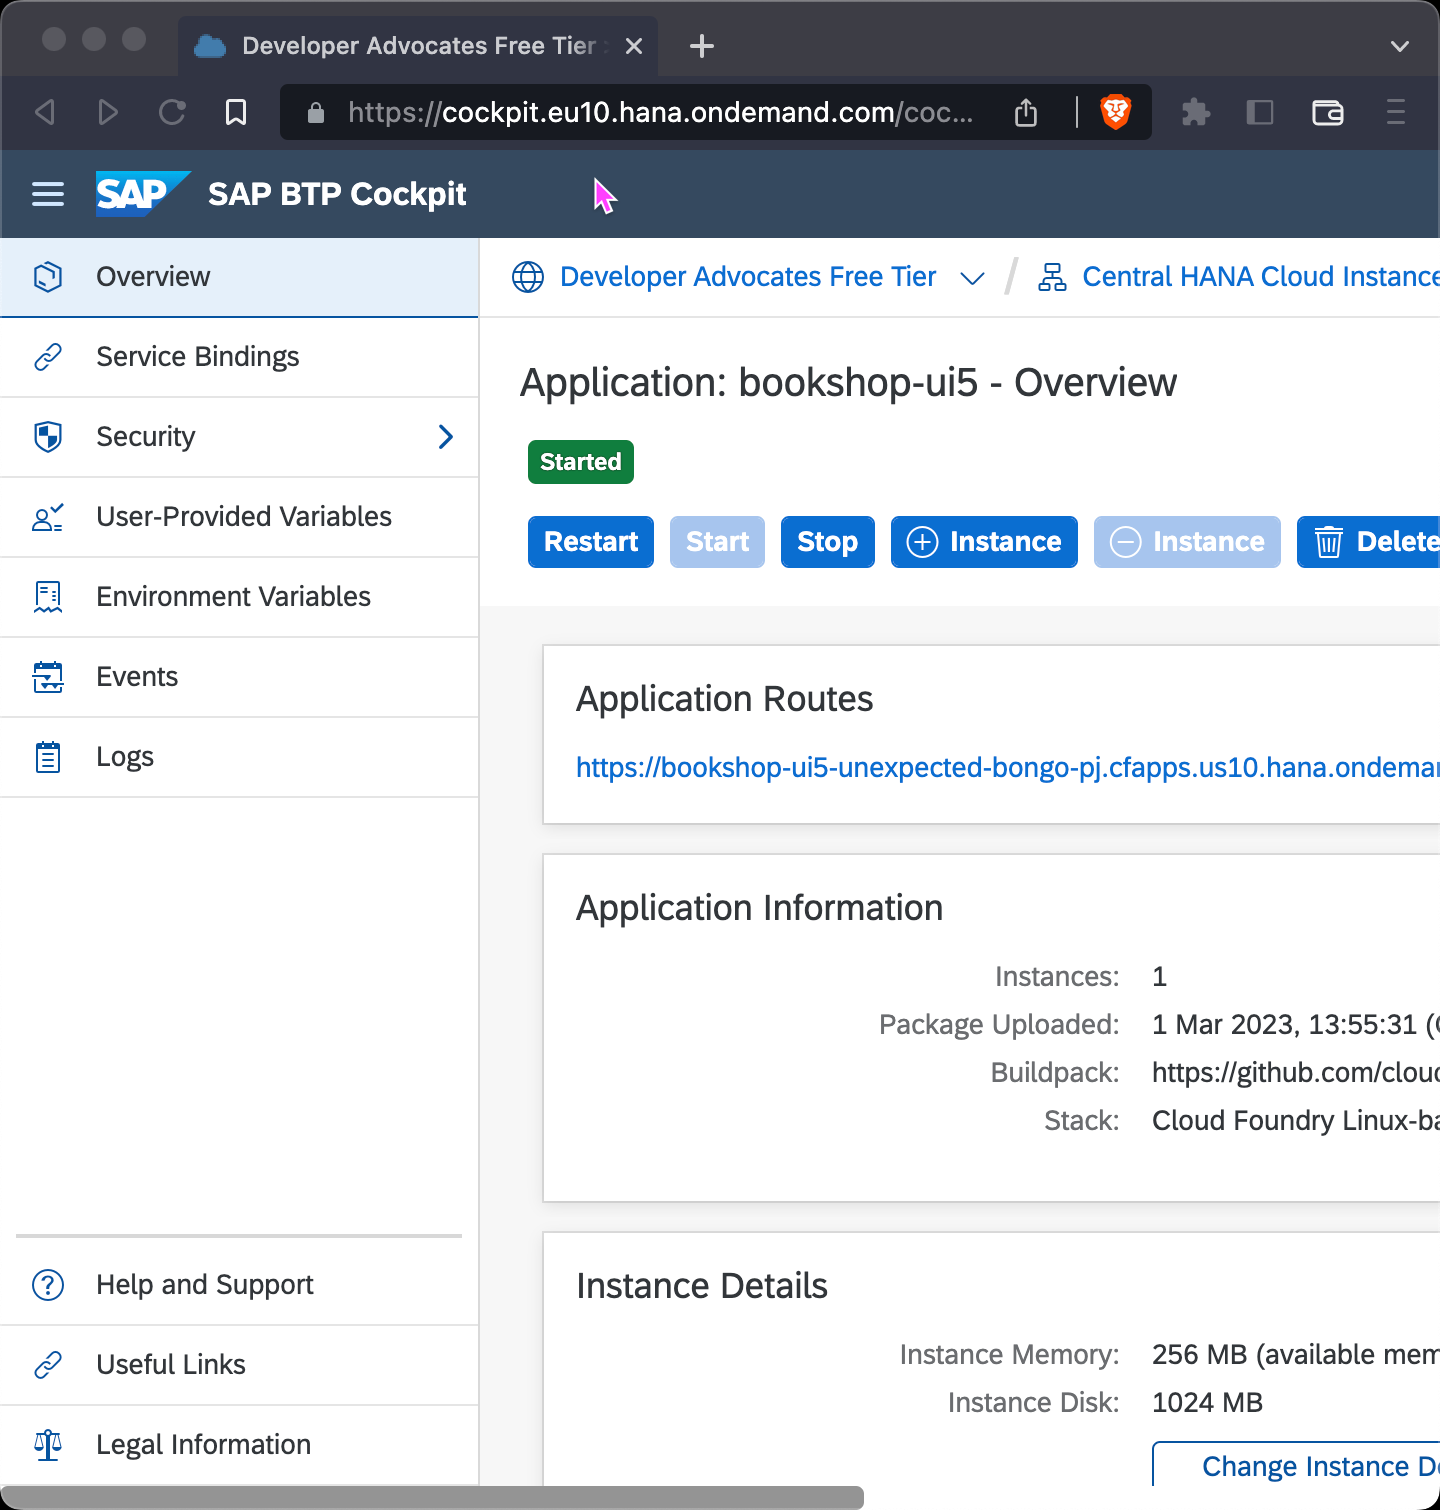 Developer Advocates Free Tier
https://cockpit.eu10.hana.ondemand.com/coc...
SAP SAP BTP Cockpit
Overview
Service Bindings
Security
User-Provided Variables
Environment Variables
Events
Logs
Help and Support
Useful Links
Legal Information
Developer Advocates Free Tier / Central HANA Cloud Instance
Application: bookshop-ui5 - Overview
Started
Restart Start Stop Instance Instance Delete
Application Routes
https://bookshop-ui5-unexpected-bongo-pj.cfapps.us10.hana.ondeman
Application Information
Instances: 1
Package Uploaded: 1 Mar 2023, 13:55:31 (
Buildpack: https://github.com/clou
Stack: Cloud Foundry Linux-ba
Instance Details
Instance Memory: 256 MB (available mem
Instance Disk: 1024 MB
Change Instance D